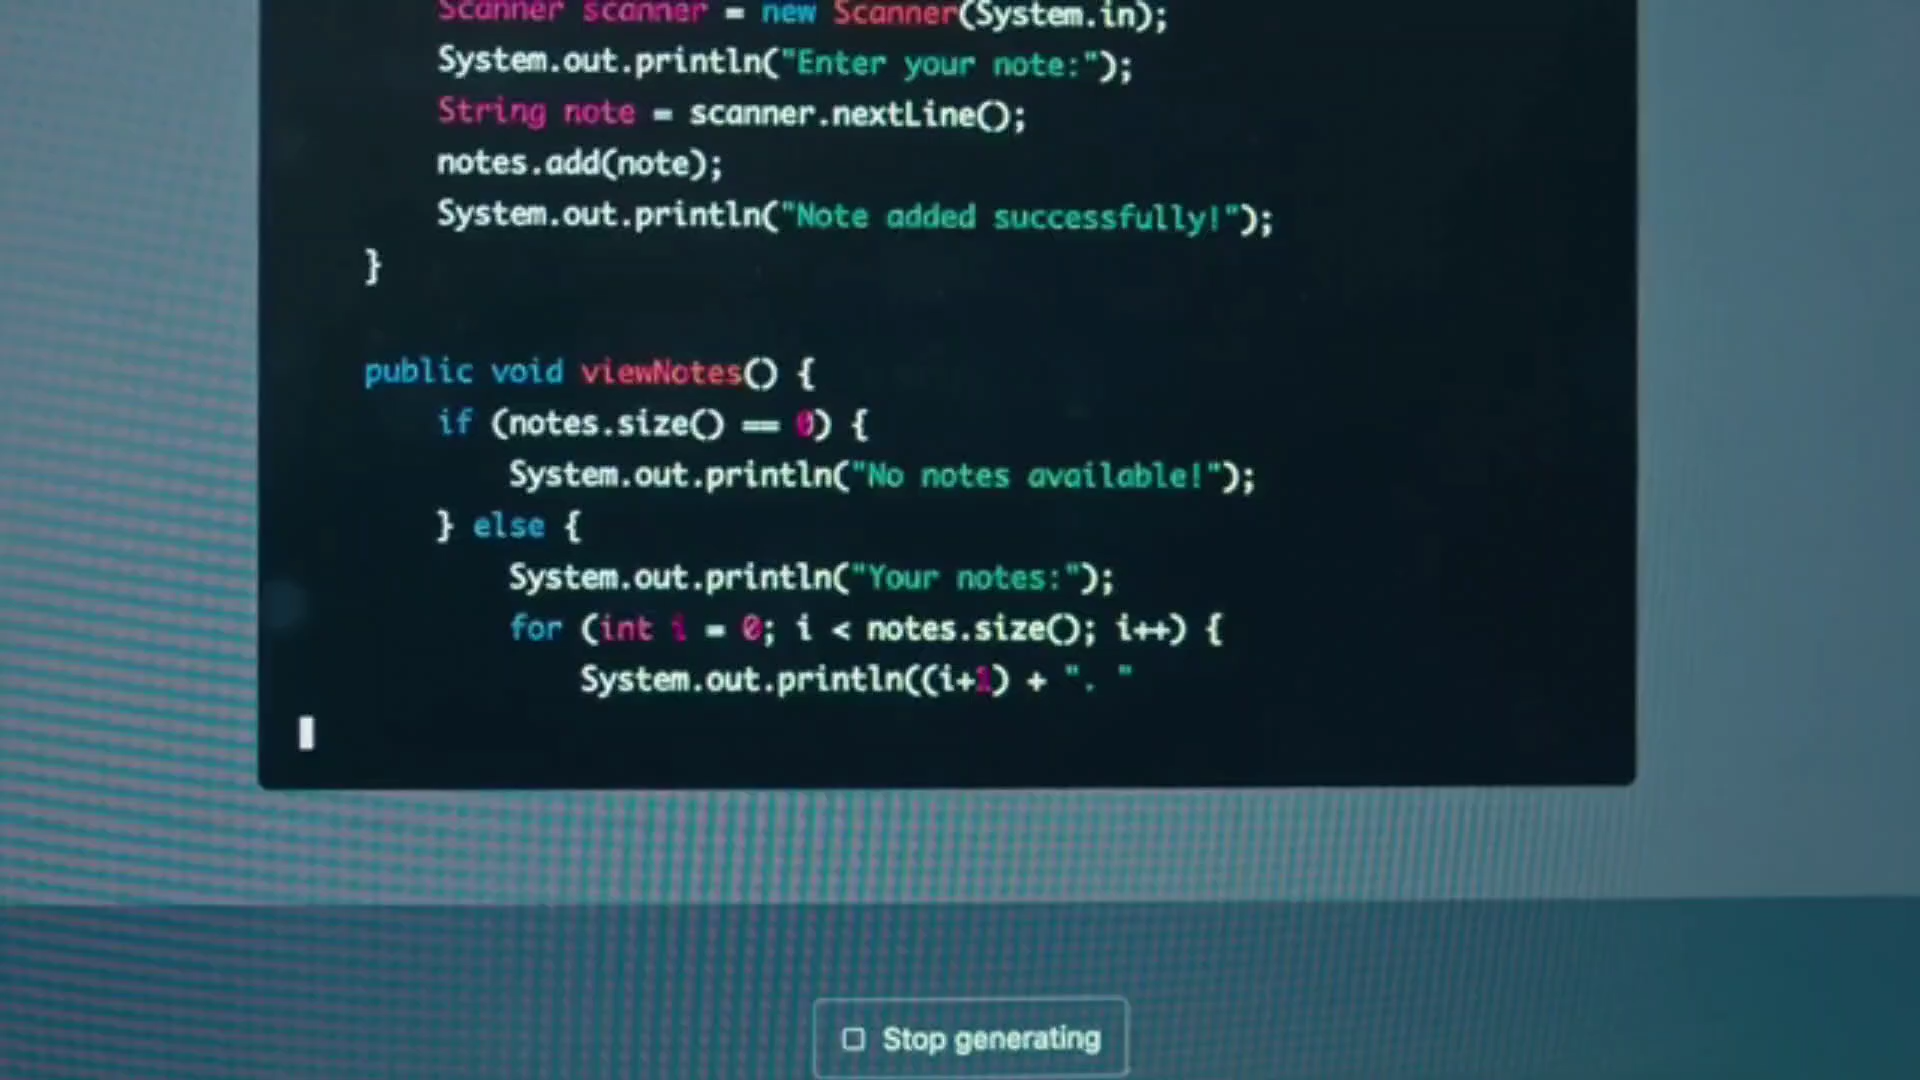 Scanner scanner = new Scanner(System.in);
System.out.println("Enter your note:");
String note = scanner.nextLine();
notes.add(note);
System.out.println("Note added successfully!");
}
public void viewNotes() {
if (notes.size() == 0) {
System.out.println("No notes available!");
} else {
System.out.println("Your notes:");
for (int i = 0; i < notes.size(); i++) {
System.out.println((i+1) + ". "
Stop generating